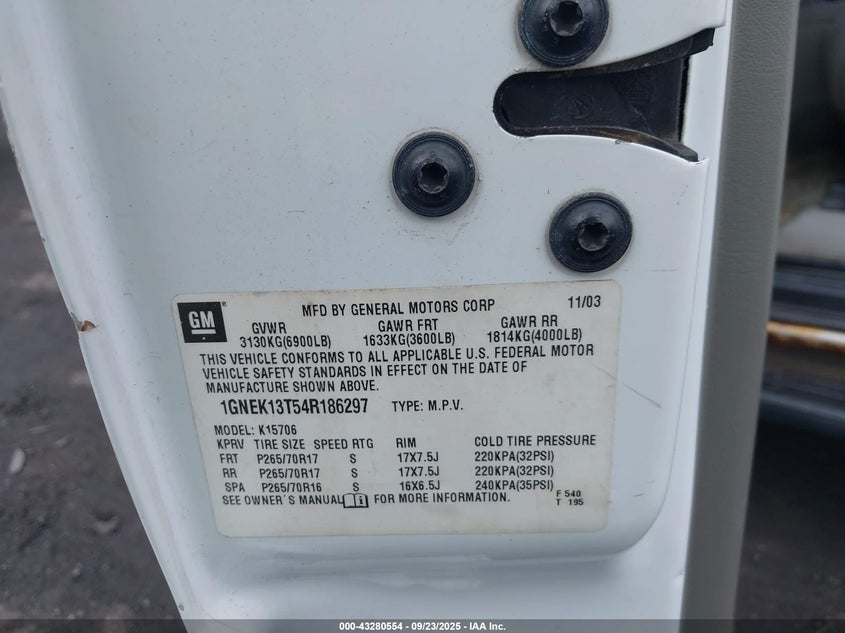 GM
MFD BY GENERAL MOTORS CORP 11/03
GVWR GAWR FRT GAWR RR
3130KG(6900LB) 1633KG(3600LB) 1814KG(4000LB)
THIS VEHICLE CONFORMS TO ALL APPLICABLE U.S. FEDERAL MOTOR
VEHICLE SAFETY STANDARDS IN EFFECT ON THE DATE OF
MANUFACTURE SHOWN ABOVE.
1GNEK13T54R186297 TYPE: M.P.V.
MODEL: K15706
KPRV TIRE SIZE SPEED RTG RIM COLD TIRE PRESSURE
FRT P265/70R17 S 17X7.5J 220KPA(32PSI)
RR P265/70R17 S 17X7.5J 220KPA(32PSI)
SPA P265/70R16 S 16X6.5J 240KPA(35PSI)
SEE OWNER'S MANUAL FOR MORE INFORMATION.
F 540
T 195
000-43280554 - 09/23/2025 - IAA Inc.